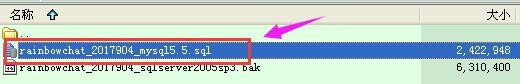 名称 大小
..
rainbowchat_2017904_mysql5.5.sql 2,422,948
rainbowchat_2017904_sqlserver2005sp3.bak 6,310,400